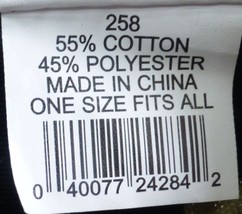 258
55% COTTON
45% POLYESTER
MADE IN CHINA
ONE SIZE FITS ALL
0 40077 24284 2